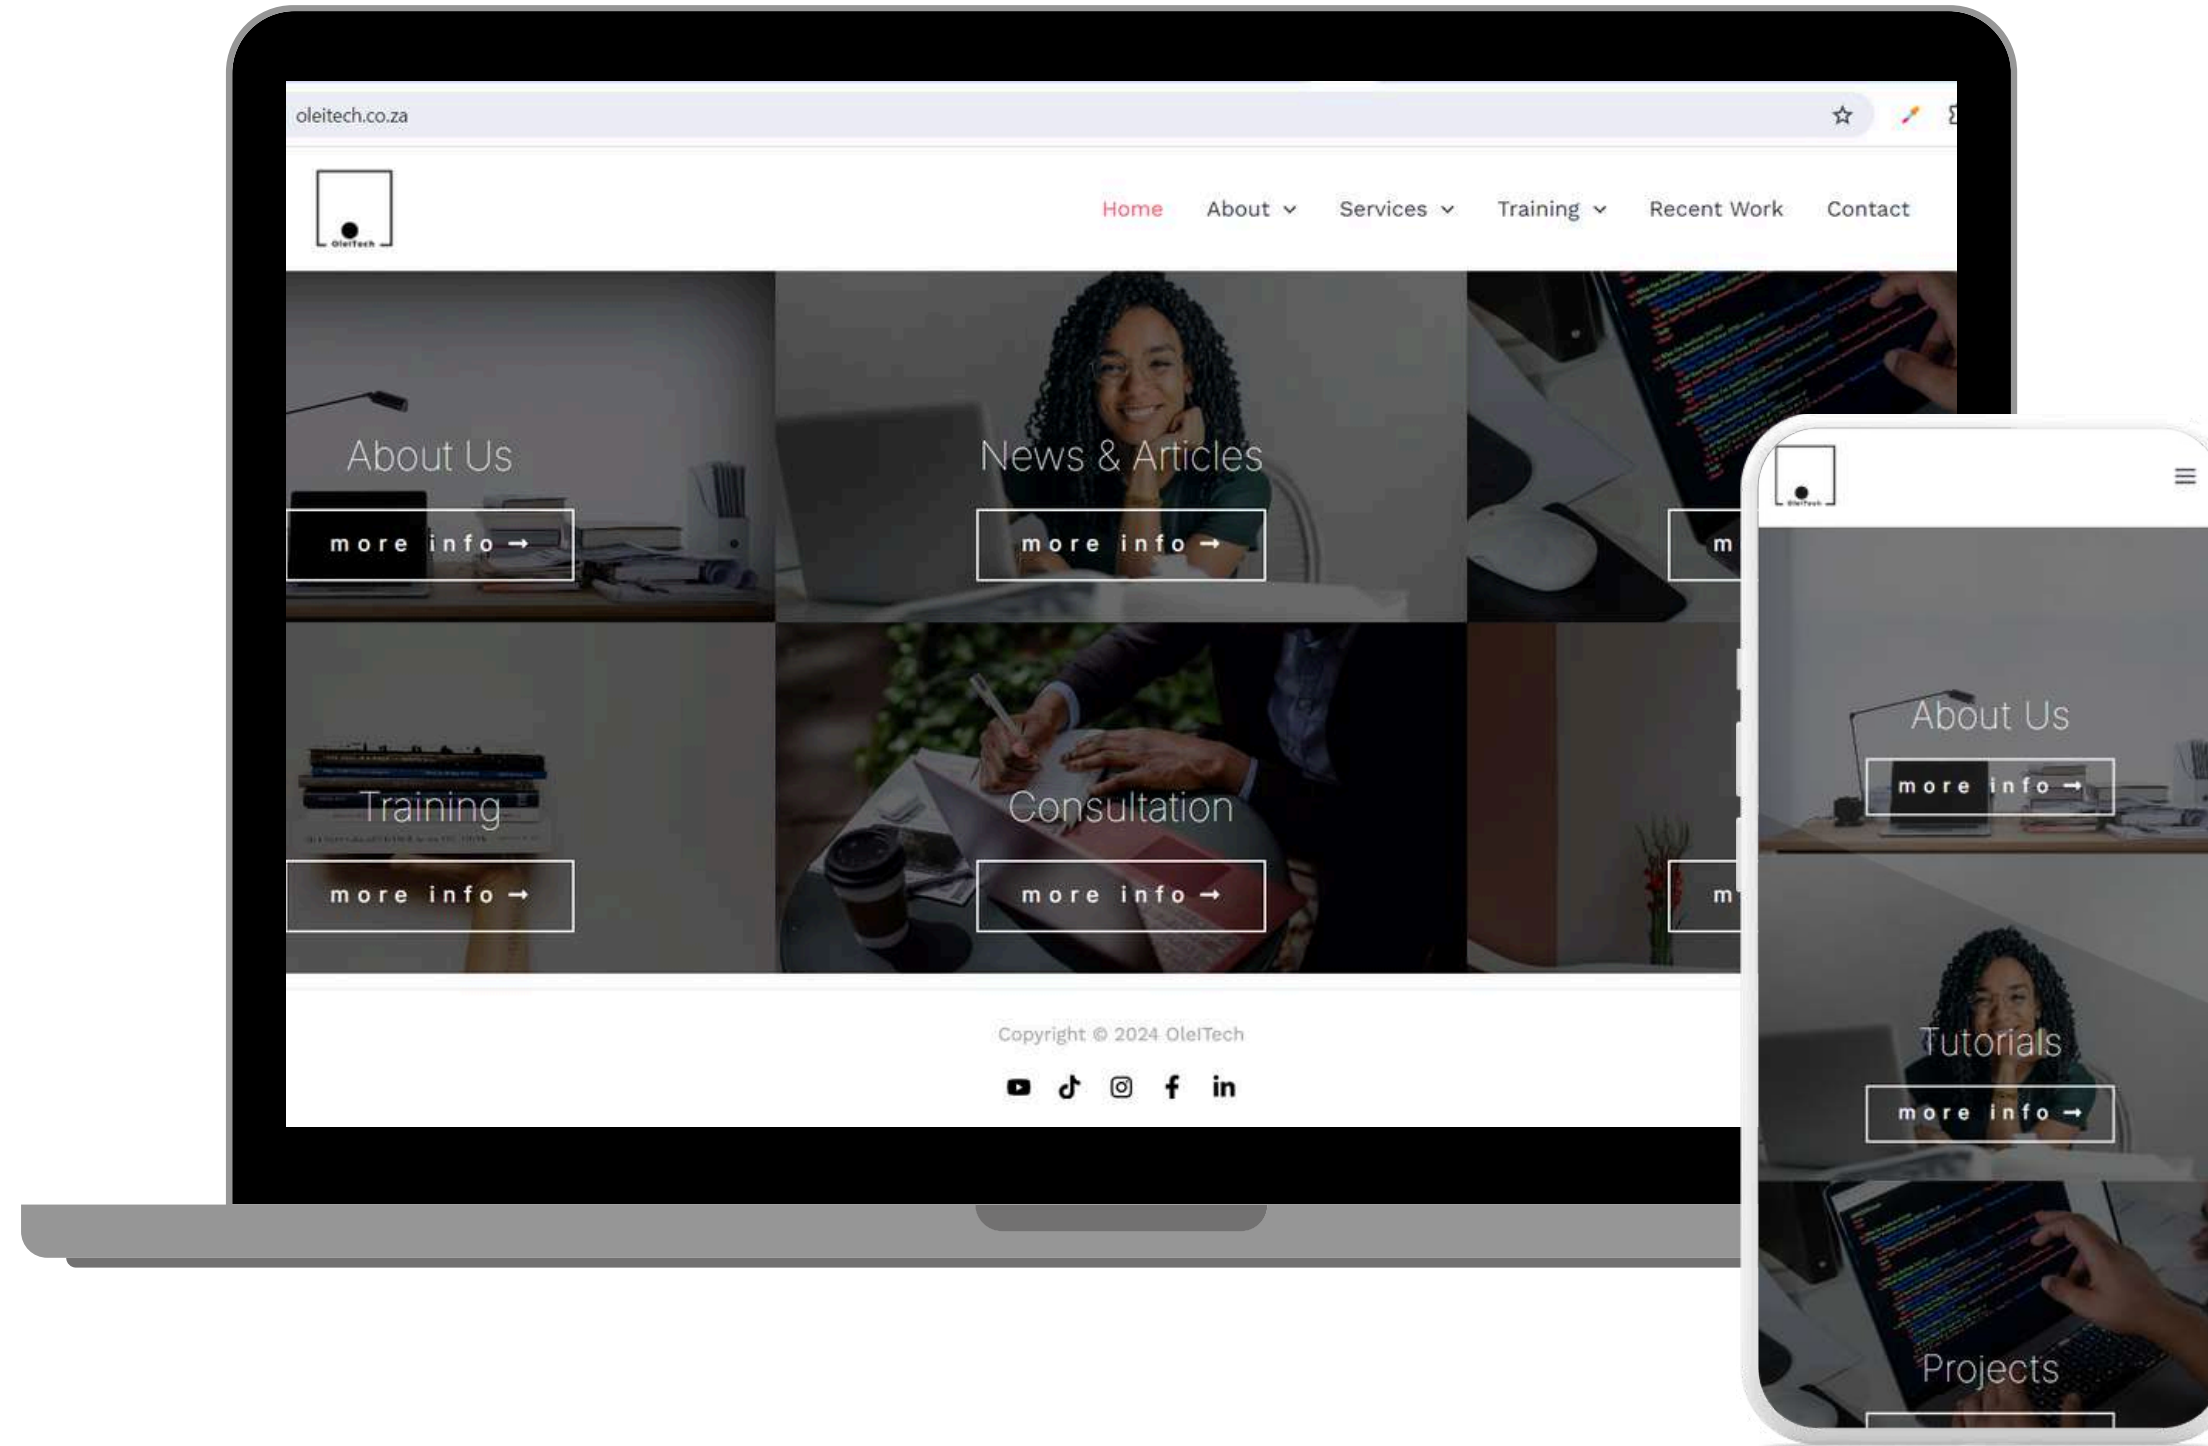 oleitech.co.za
OleITech
Home About Services Training Recent Work Contact
About Us
News & Articles
more info →
more info →
m
Training
Consultation
more info →
more info →
m
Copyright © 2024 OleITech
OleITech
About Us
more info →
Tutorials
more info →
Projects